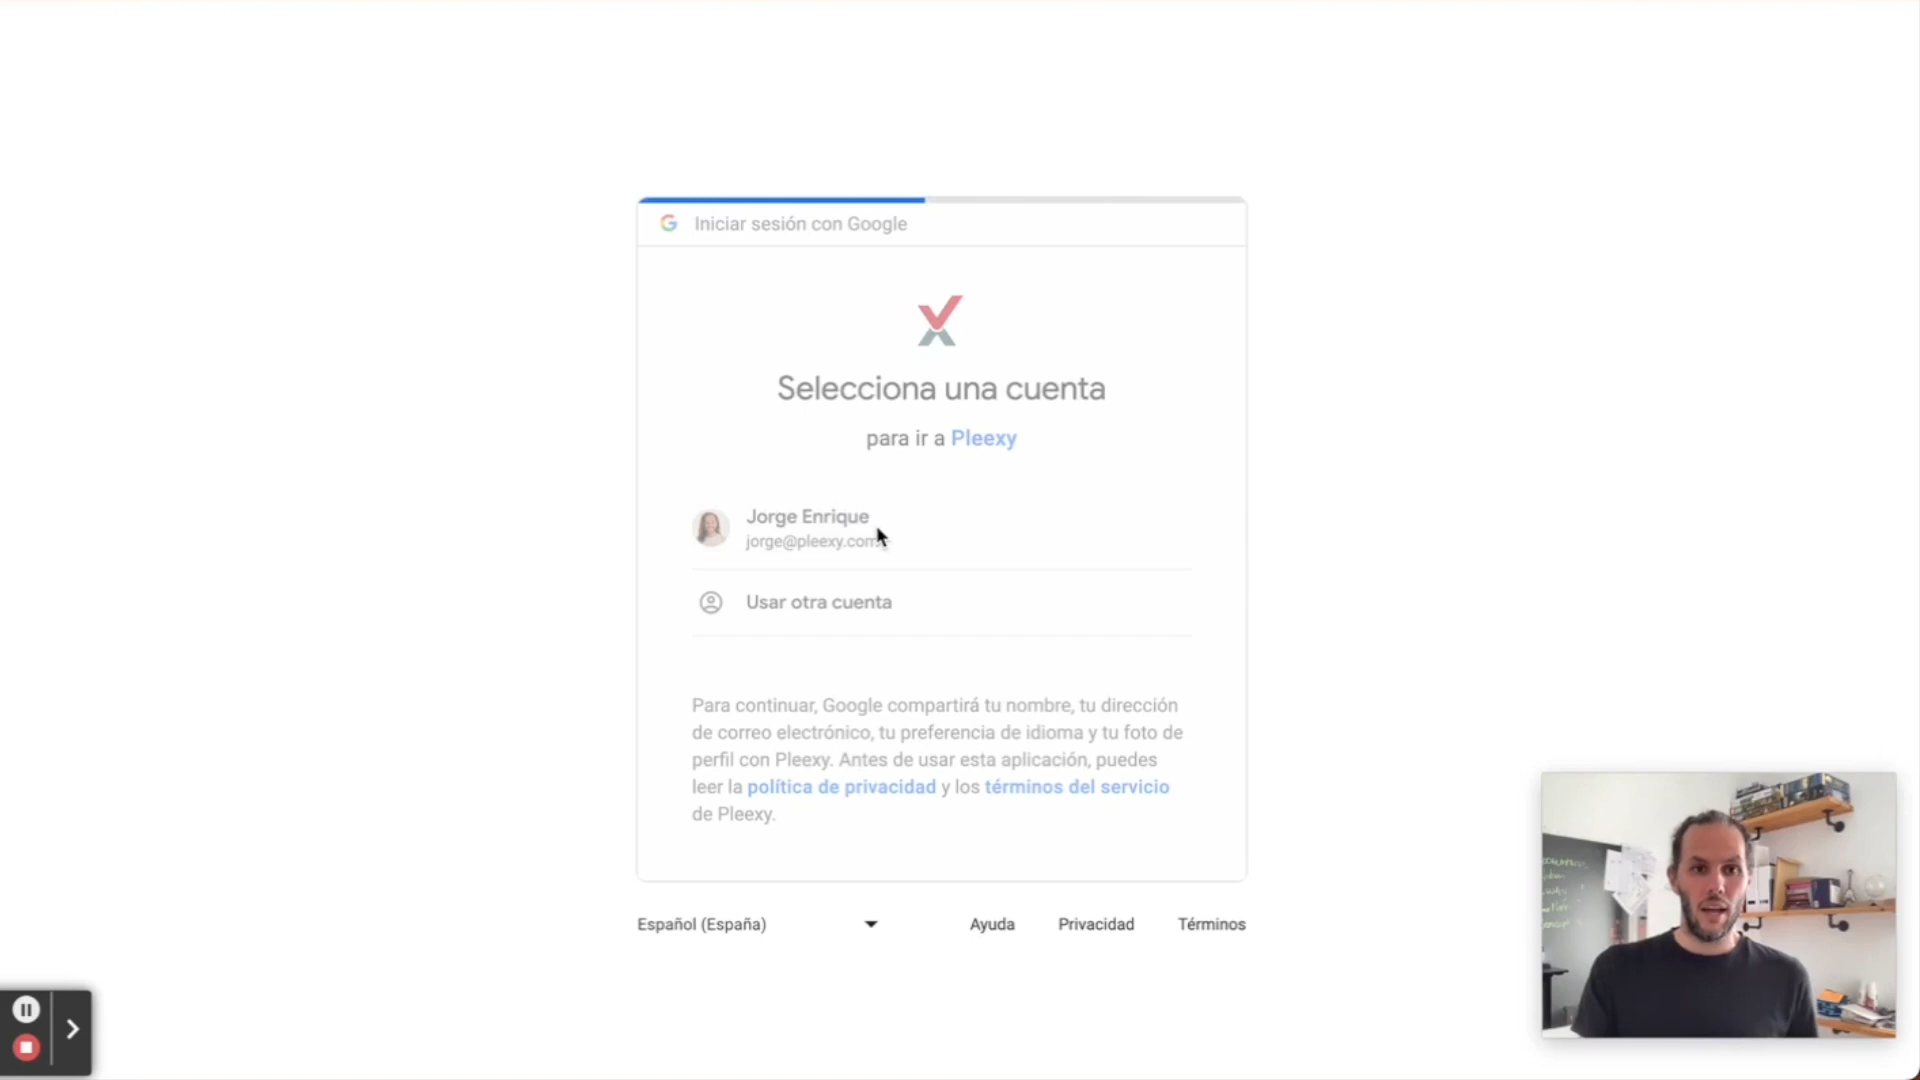 Iniciar sesión con Google
Selecciona una cuenta
para ir a Pleexy
Jorge Enrique
jorge@pleexy.com
Usar otra cuenta
Para continuar, Google compartirá tu nombre, tu dirección
de correo electrónico, tu preferencia de idioma y tu foto de
perfil con Pleexy. Antes de usar esta aplicación, puedes
leer la política de privacidad y los términos del servicio
de Pleexy.
Español (España)
Ayuda
Privacidad
Términos